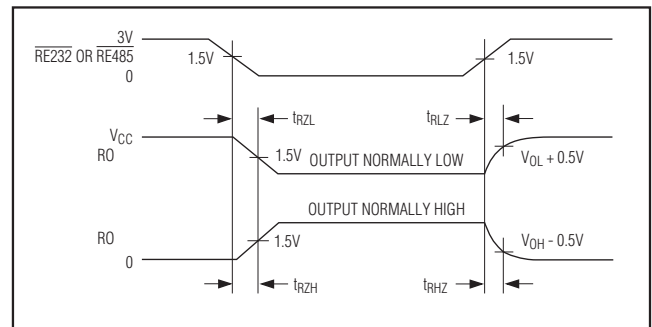 3V
RE232 OR RE485
0
1.5V
1.5V
tRZL
tRLZ
VCC
RO
1.5V
OUTPUT NORMALLY LOW
VOL + 0.5V
OUTPUT NORMALLY HIGH
RO
0
1.5V
VOH - 0.5V
tRZH
tRHZ